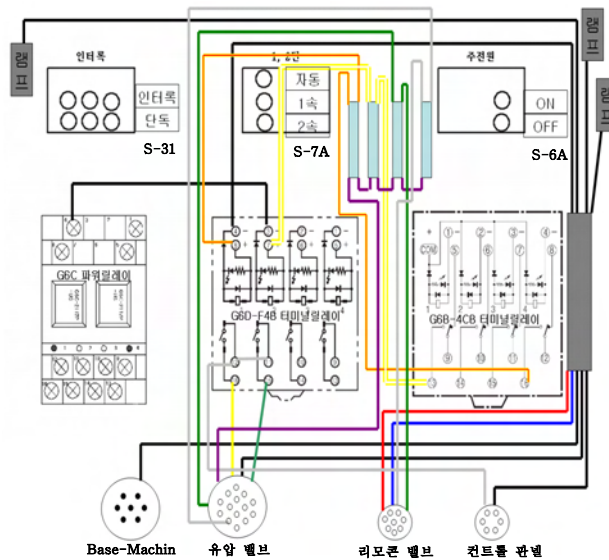 램프
인터록
1, 2단
주전원
램프
램프
인터록
단독
자동
1속
2속
ON
OFF
S-31
S-7A
S-6A
G6C 파워릴레이
G6D-F4B 터미널릴레이
G6B-4CB 터미널릴레이
Base-Machin
유압 밸브
리모콘 밸브
컨트롤 판넬